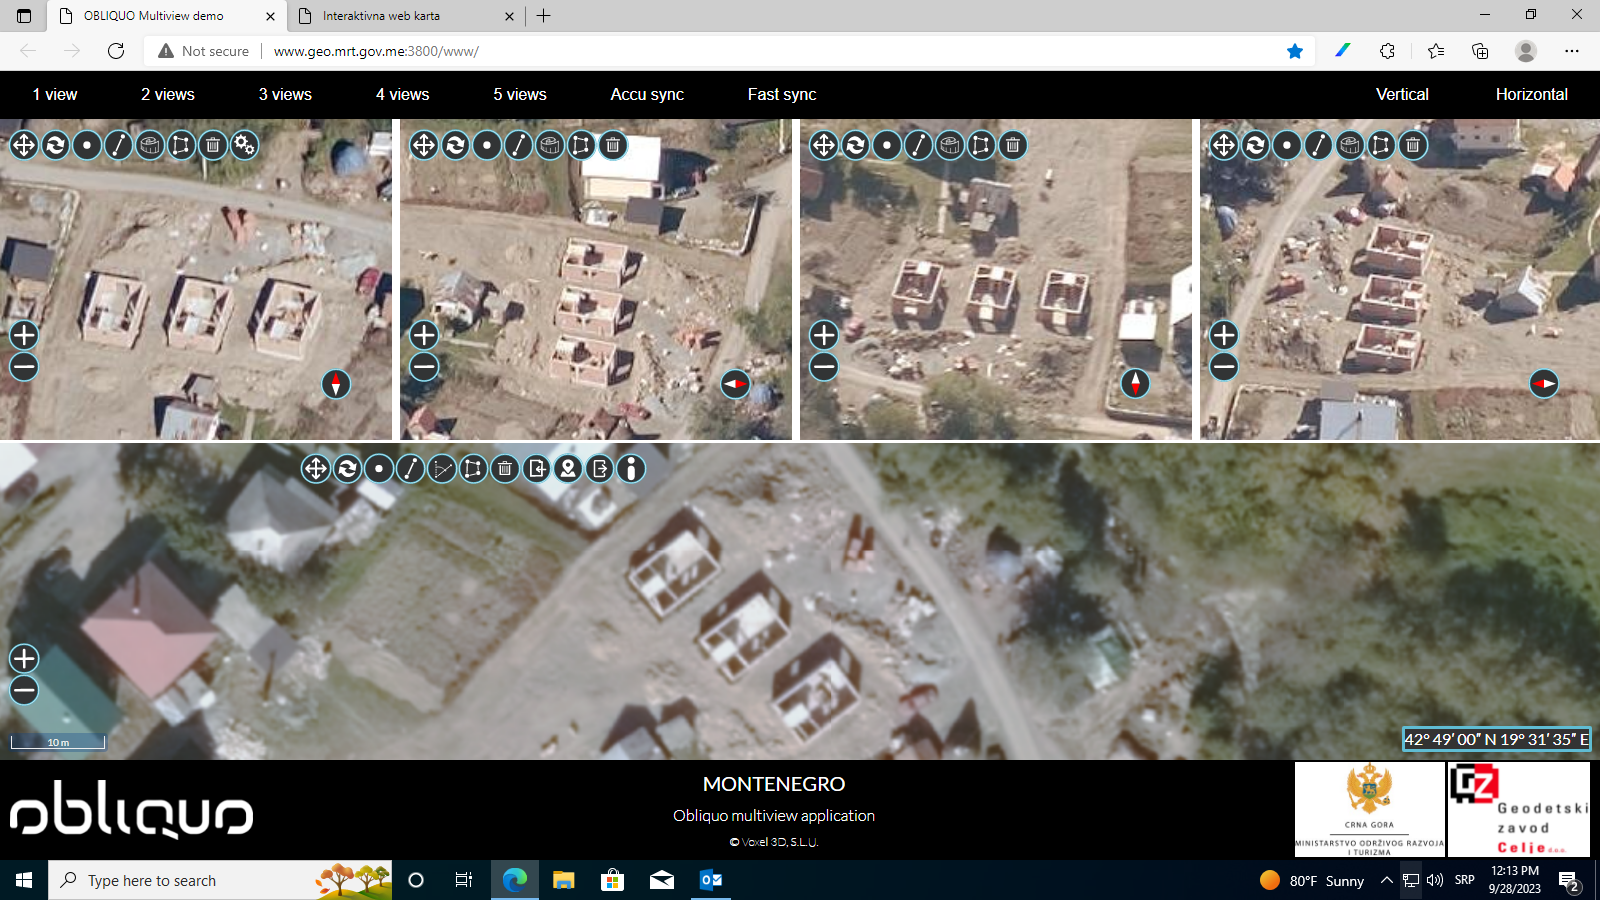 OBLIQUO Multiview demo
Interaktivna web karta
Not secure
www.geo.mrt.gov.me:3800/www/
1 view
2 views
3 views
4 views
5 views
Accu sync
Fast sync
Vertical
Horizontal
10 m
42° 49′ 00″ N 19° 31′ 35″ E
obliquo
MONTENEGRO
Obliquo multiview application
© Voxel 3D, S.L.U.
CRNA GORA
MINISTARSTVO ODRŽIVOG RAZVOJA
I TURIZMA
GZ
Geodetski
zavod
Celje d.o.o.
Type here to search
80°F Sunny
SRP
12:13 PM
9/28/2023
2